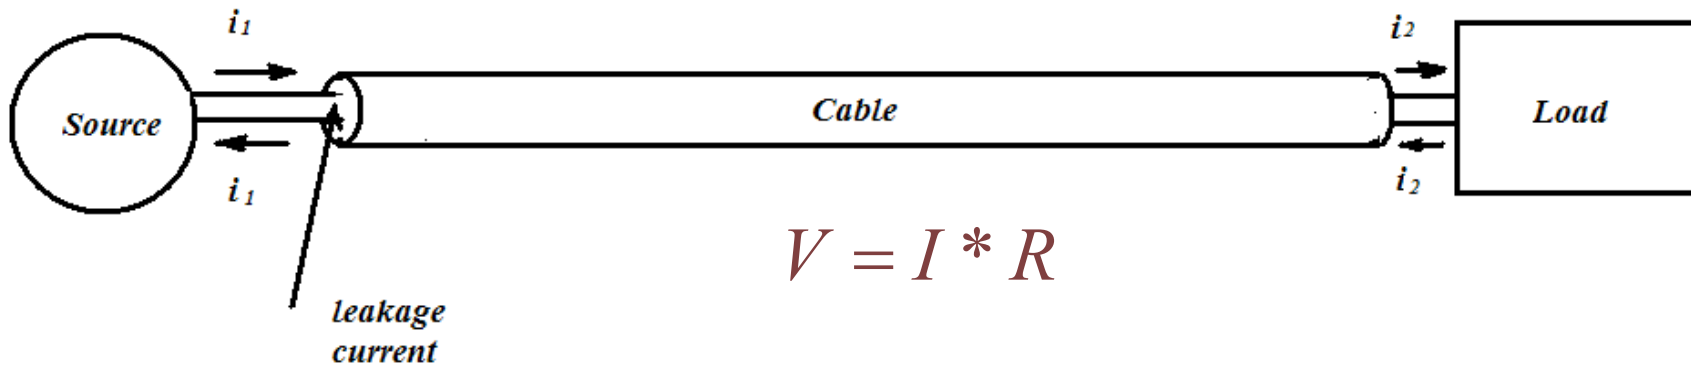 i1
i2
Source
Cable
Load
i1
i2
V = I * R
leakage
current